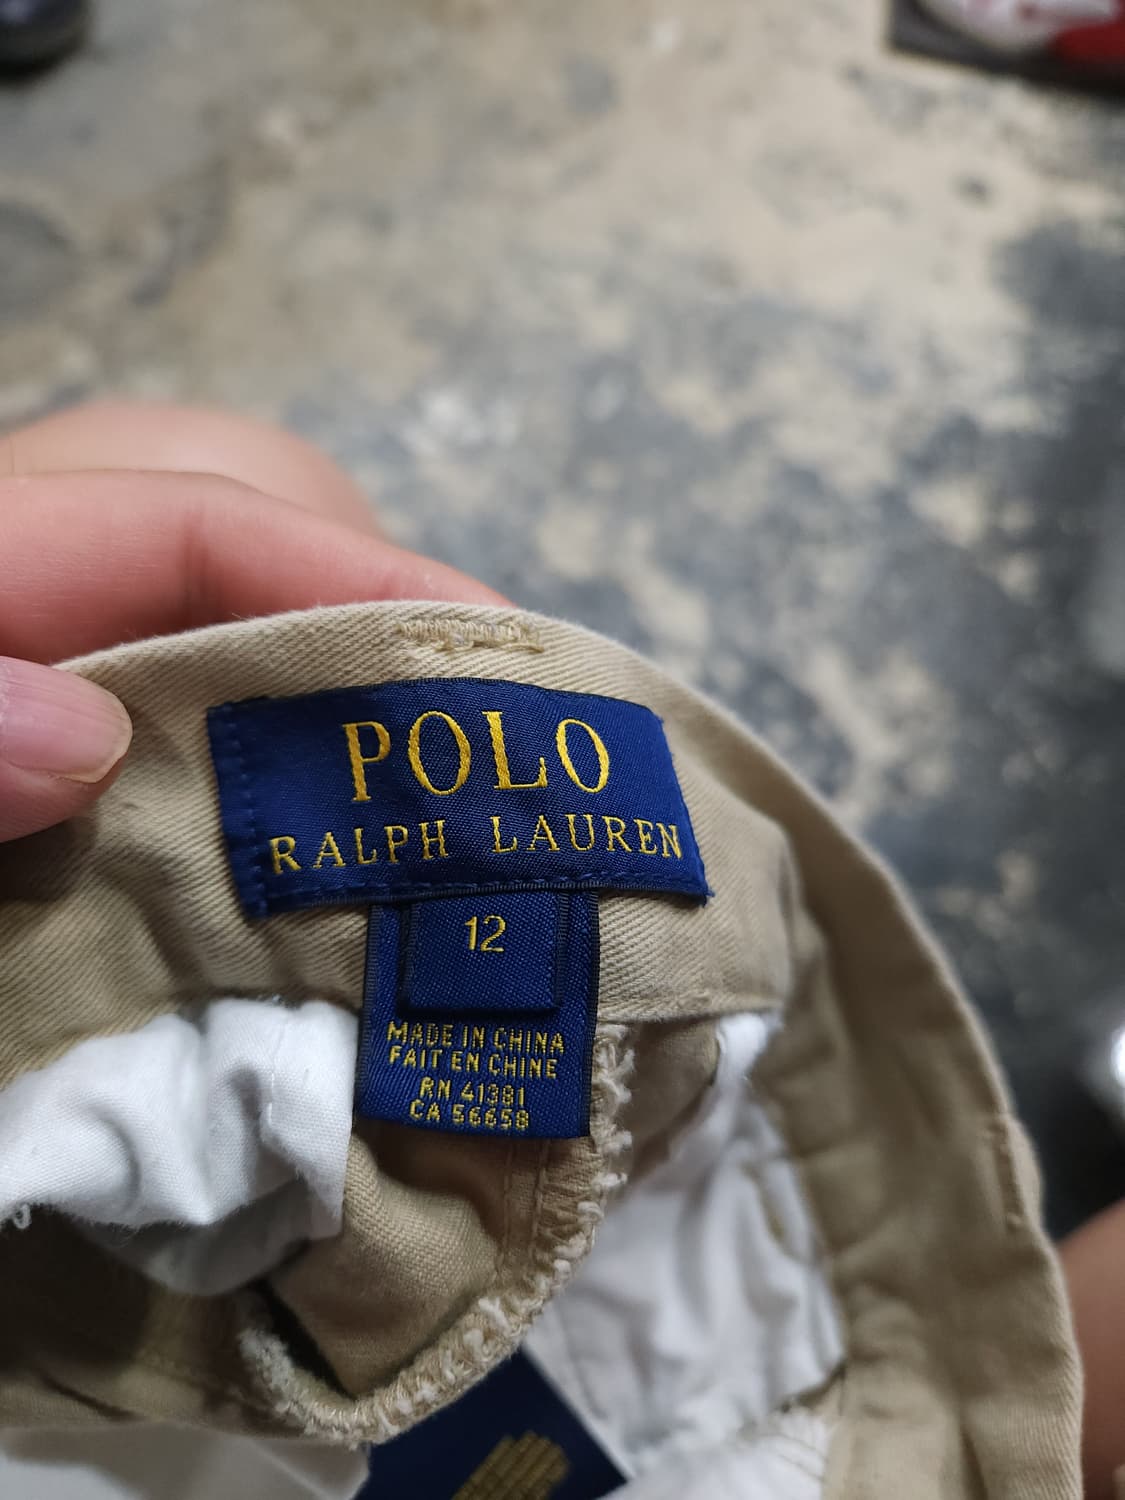 POLO
RALPH LAUREN
12
MADE IN CHINA
FAIT EN CHINE
RN 41381
CA 56658